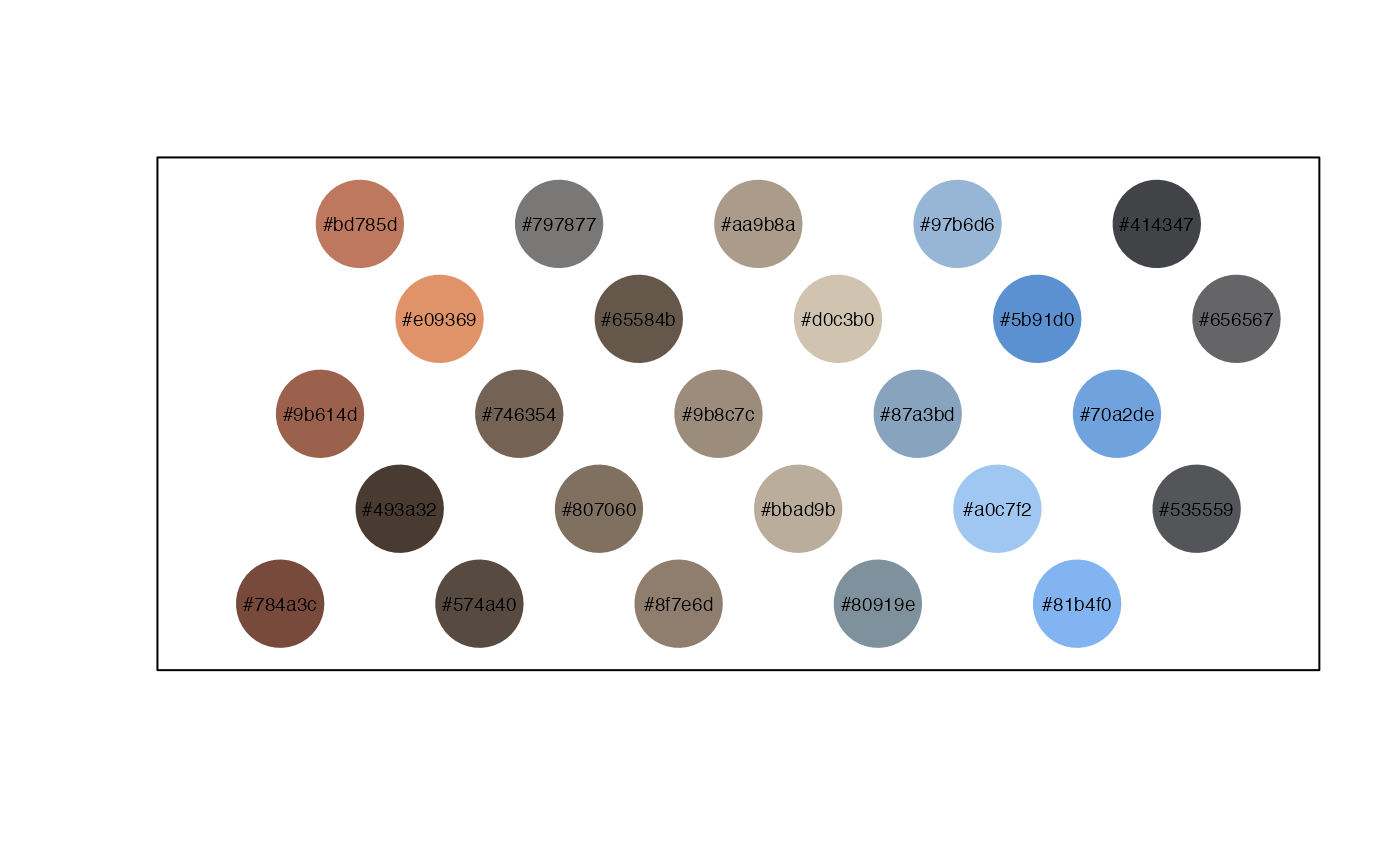 #bd785d #797877 #aa9b8a #97b6d6 #414347
#e09369 #65584b #d0c3b0 #5b91d0 #656567
#9b614d #746354 #9b8c7c #87a3bd #70a2de
#493a32 #807060 #bbad9b #a0c7f2 #535559
#784a3c #574a40 #8f7e6d #80919e #81b4f0